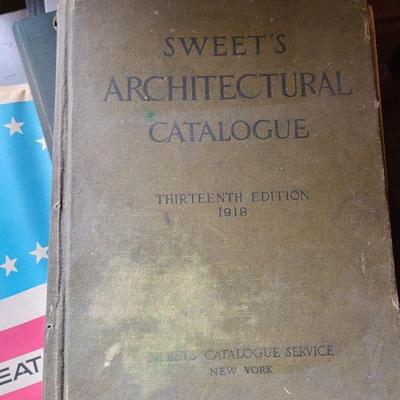 SWEET'S
ARCHITECTURAL
CATALOGUE
THIRTEENTH EDITION
1918
CATALOGUE SERVICE
NEW YORK
EAT